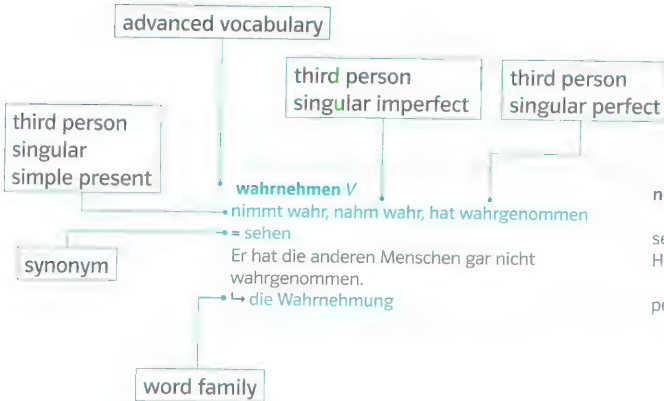 advanced vocabulary
third person
singular imperfect
third person
singular perfect
third person
singular
simple present
wahrnehmen V
nimmt wahr, nahm wahr, hat wahrgenommen
= sehen
Er hat die anderen Menschen gar nicht
wahrgenommen.
↳ die Wahrnehmung
synonym
word family